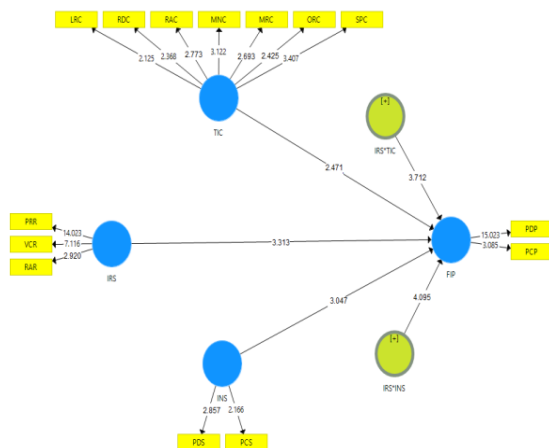 LRC RDC RAC MNC MRC ORC SPC
2.125 2.368 2.773 3.122 2.693 2.425 3.407
TIC
[+]
IRS*TIC
2.471
3.712
PRR
VCR
RAR
14.023
7.116
2.920
IRS
3.313
FIP
15.023
3.085
PDP
PCP
3.047
4.095
[+]
IRS*INS
INS
2.857 2.166
PDS PCS